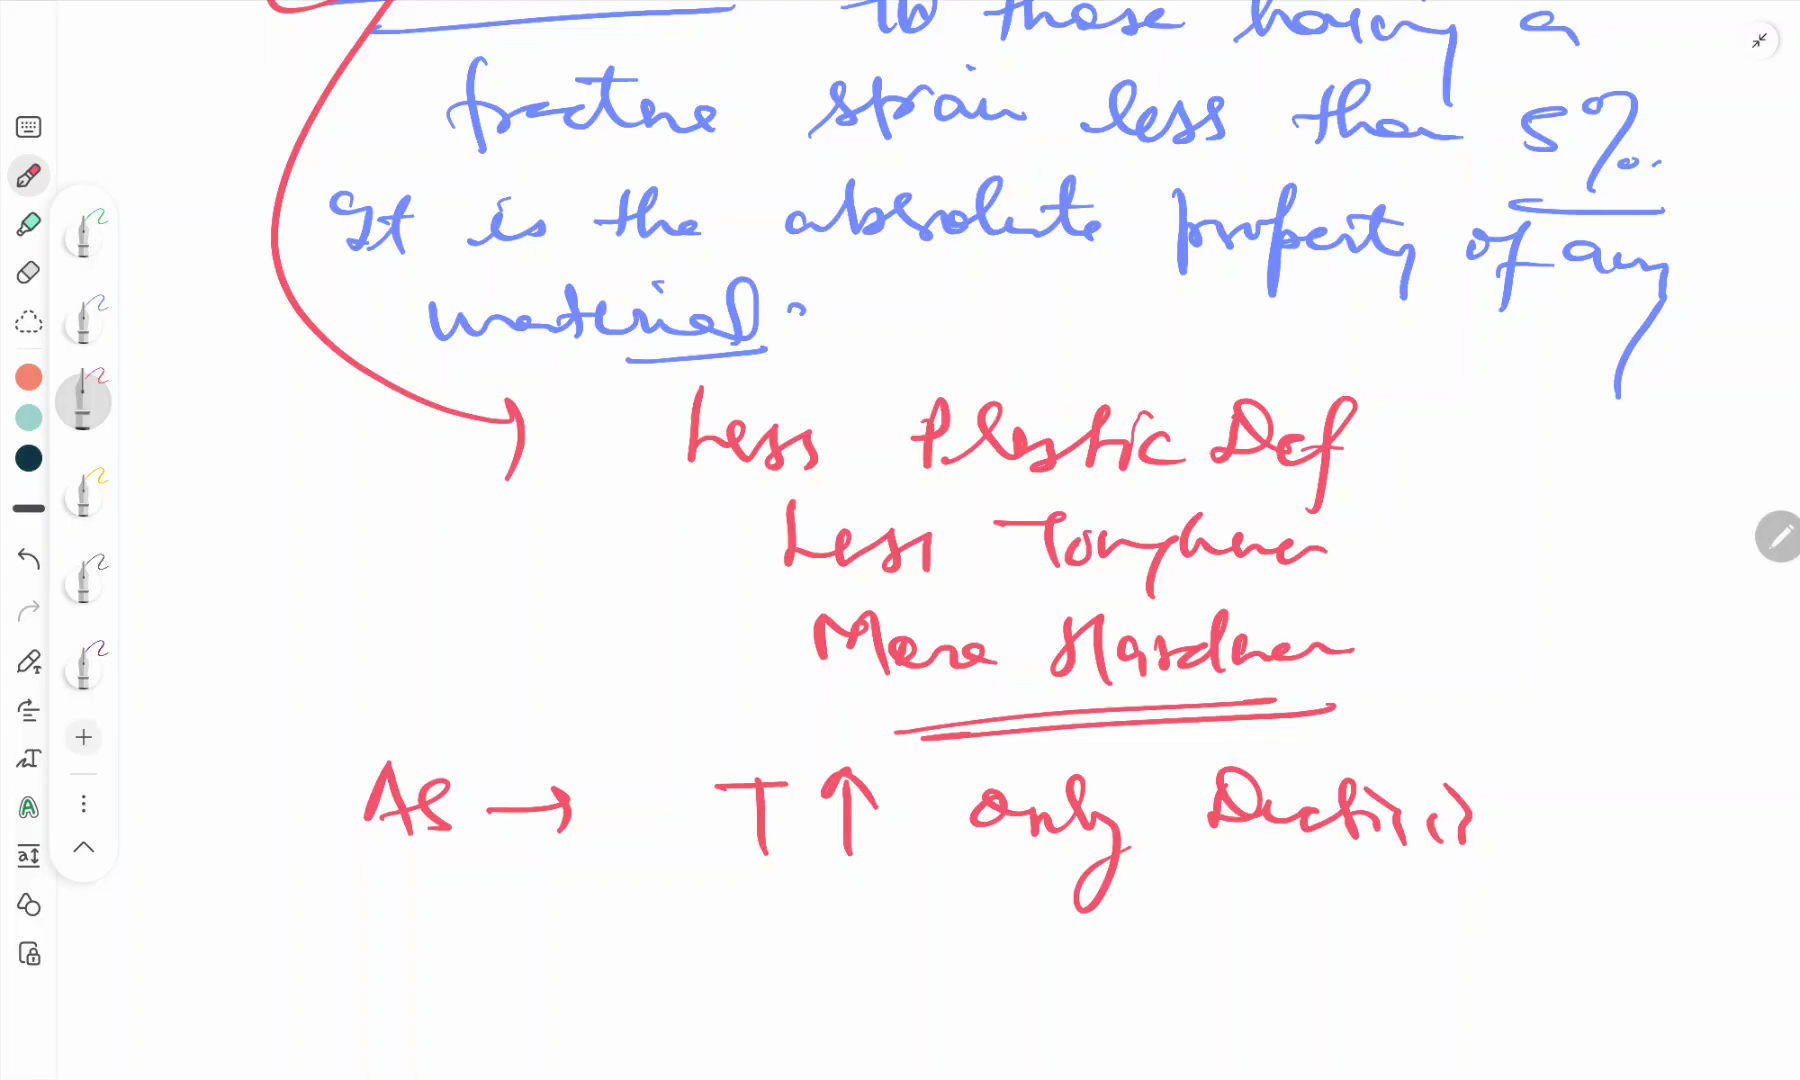 to those having a
fracture strain less than 5%.
It is the absolute property of any
material.
Less Plastic Def
Less Toughness
More Hardness
As → T ↑ only